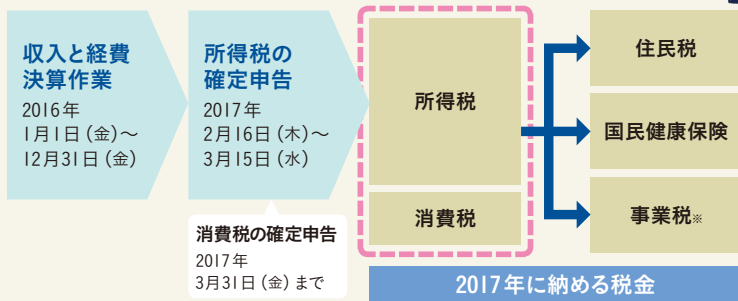 収入と経費
決算作業
2016年
1月1日(金)～
12月31日(金)
所得税の
確定申告
2017年
2月16日(木)～
3月15日(水)
消費税の確定申告
2017年
3月31日(金)まで
所得税
消費税
住民税
国民健康保険
事業税※
2017年に納める税金